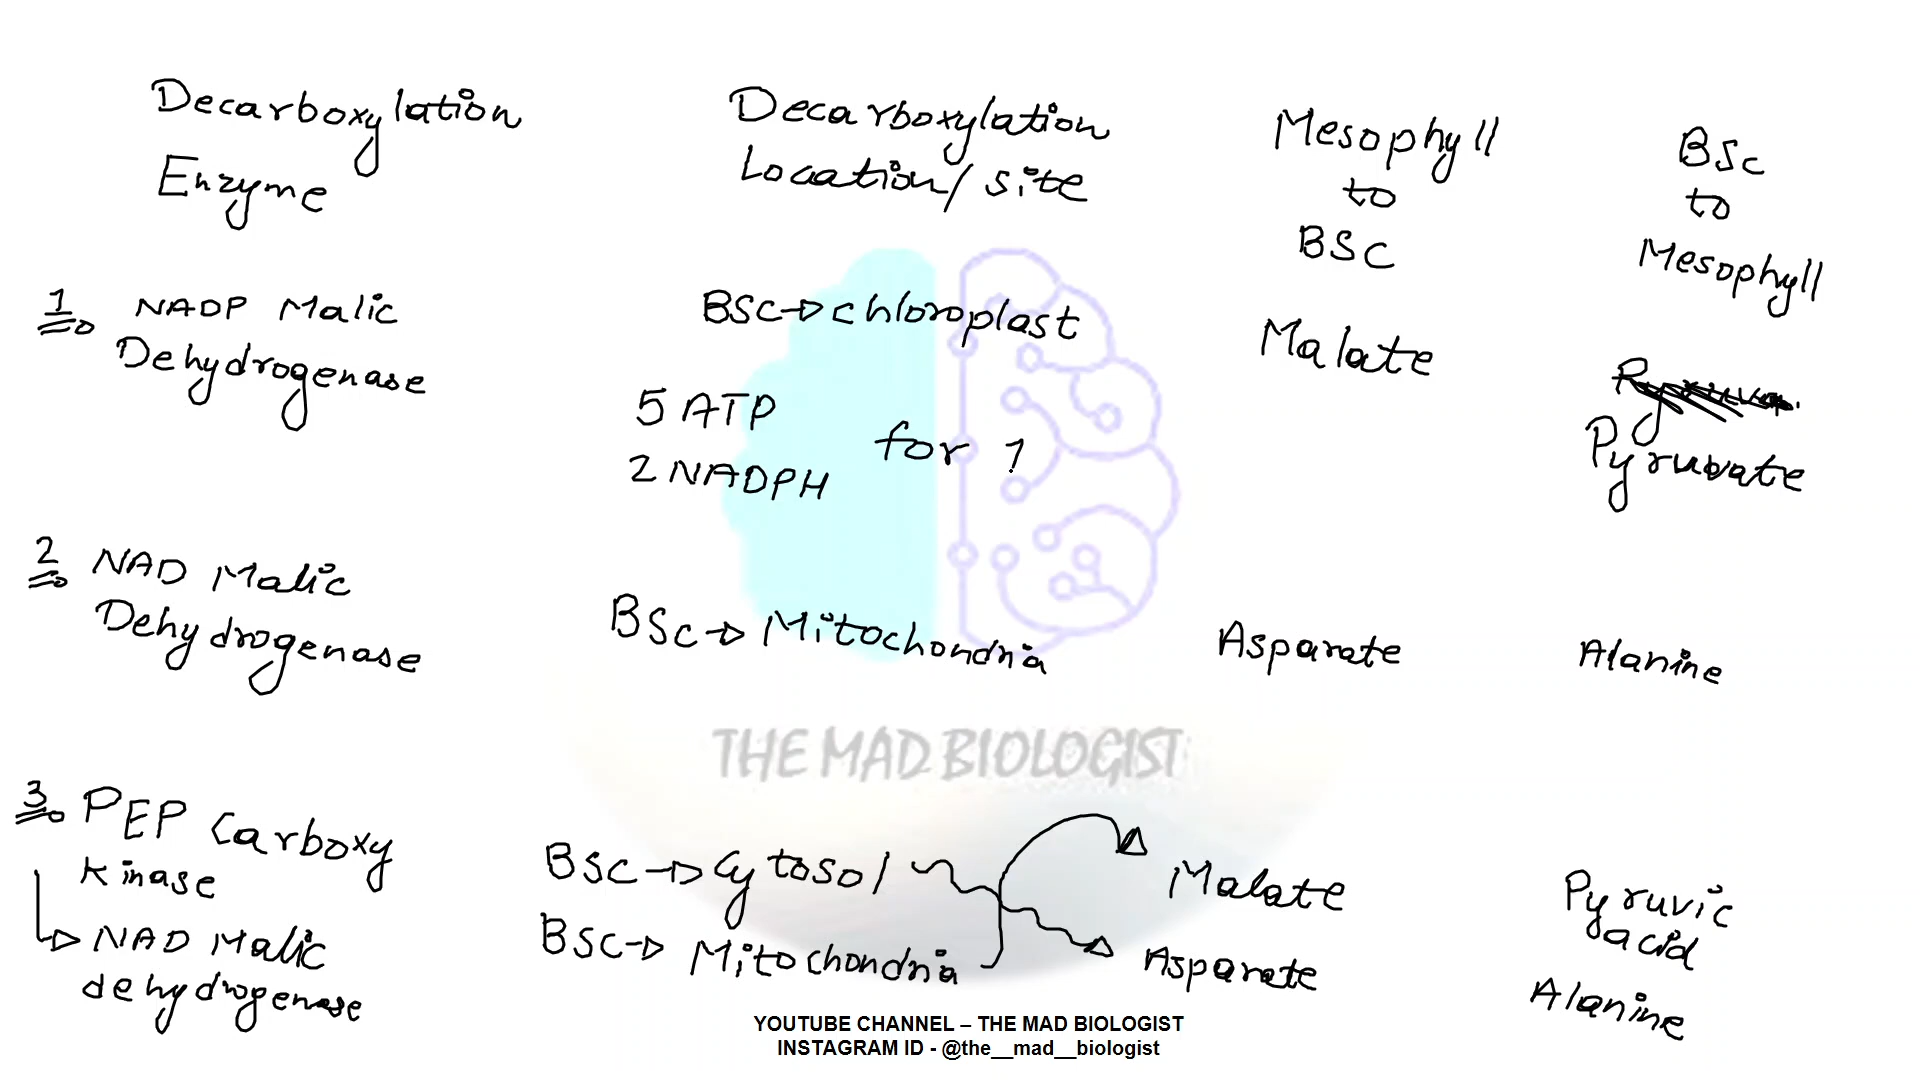 Decarboxylation
Enzyme
Decarboxylation
Location/site
Mesophyll
to
BSC
BSc
to
Mesophyll
1. NADP Malic
Dehydrogenase
BSc→chloroplast
Malate
Pyruvate
5 ATP
2 NADPH
for 1
2. NAD Malic
Dehydrogenase
BSc→Mitochondria
Asparate
Alanine
THE MAD BIOLOGIST
3. PEP Carboxy
Kinase
→NAD Malic
dehydrogenase
BSC→Cytosol
BSC→Mitochondria
Malate
Asparate
Pyruvic
acid
Alanine
YOUTUBE CHANNEL – THE MAD BIOLOGIST
INSTAGRAM ID - @the__mad__biologist